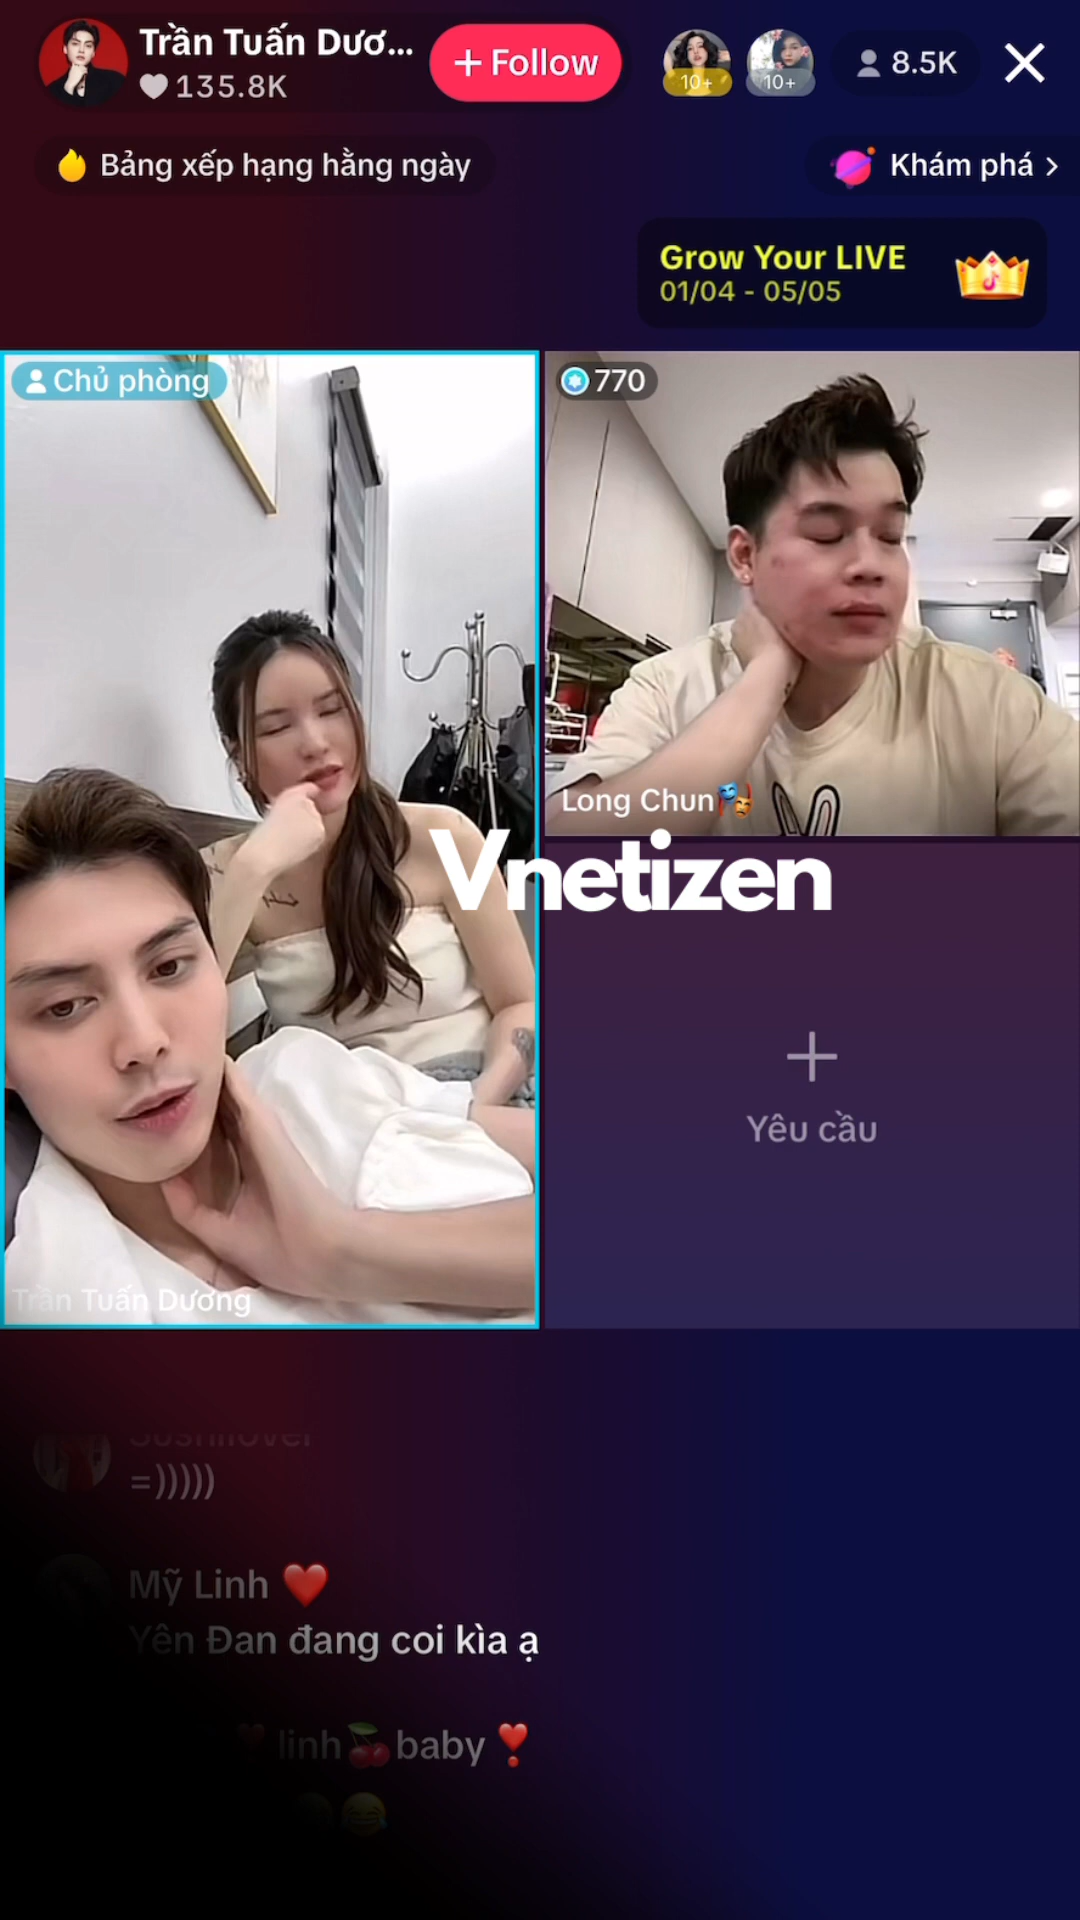 Trần Tuấn Dươ...
135.8K
+ Follow
10+
10+
8.5K
Bảng xếp hạng hằng ngày
Khám phá >
Grow Your LIVE
01/04 - 05/05
Chủ phòng
770
Long Chun
Vnetizen
Yêu cầu
Trần Tuấn Dương
=)))))
Mỹ Linh
Yên Đan đang coi kìa ạ
linh baby